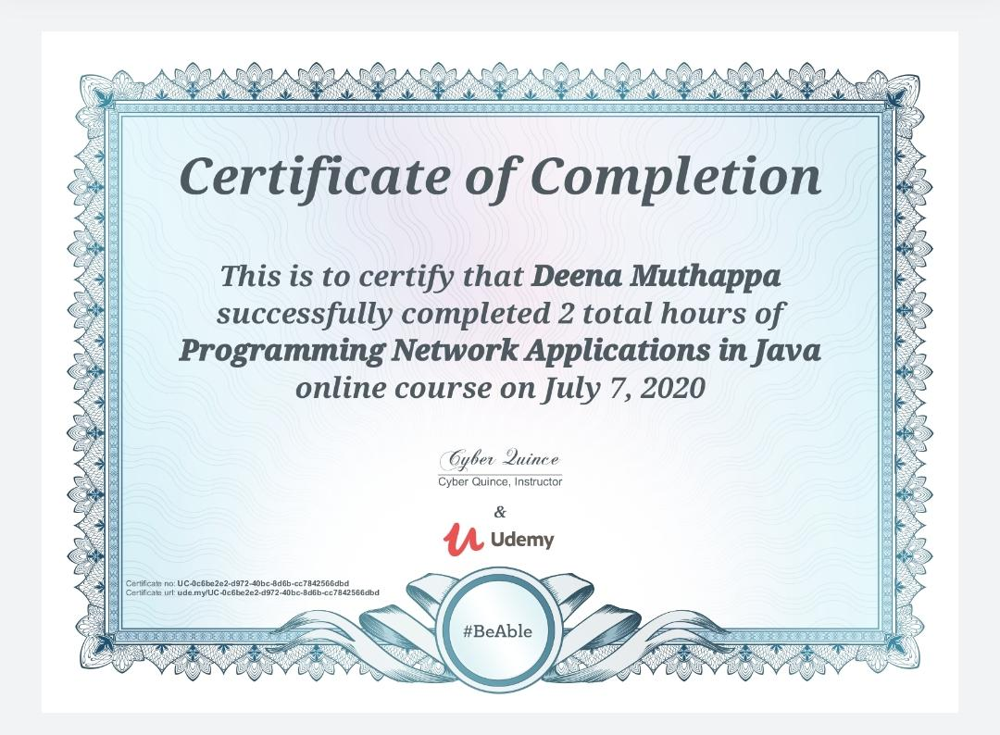 Certificate of Completion
This is to certify that Deena Muthappa
successfully completed 2 total hours of
Programming Network Applications in Java
online course on July 7, 2020
Cyber Quince
Cyber Quince, Instructor
&
Udemy
Certificate no: UC-0c6be2e2-d972-40bc-8d6b-cc7842566dbd
Certificate url: ude.my/UC-0c6be2e2-d972-40bc-8d6b-cc7842566dbd
#BeAble